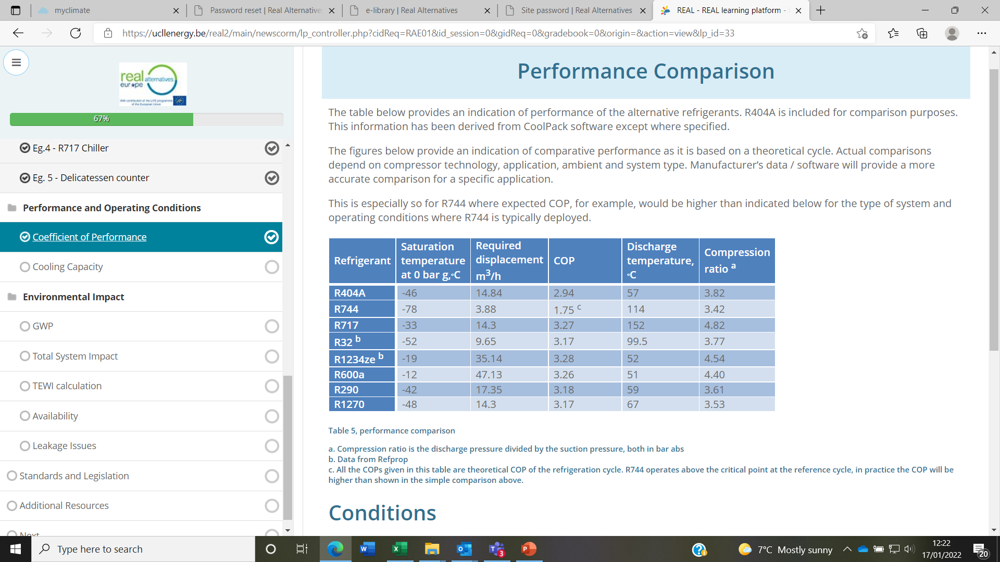 myclimate
Password reset | Real Alternative
e-library | Real Alternatives
Site password | Real Alternatives
REAL - REAL learning platform -
https://ucllenergy.be/real2/main/newscorm/lp_controller.php?cidReq=RAE01&id_session=0&gidReq=0&gradebook=0&origin=&action=view&lp_id=33
real alternatives
europe
67%
Eg.4 - R717 Chiller
Eg. 5 - Delicatessen counter
Performance and Operating Conditions
Coefficient of Performance
Cooling Capacity
Environmental Impact
GWP
Total System Impact
TEWI calculation
Availability
Leakage Issues
Standards and Legislation
Additional Resources
Next
Performance Comparison
The table below provides an indication of performance of the alternative refrigerants. R404A is included for comparison purposes.
This information has been derived from CoolPack software except where specified.
The figures below provide an indication of comparative performance as it is based on a theoretical cycle. Actual comparisons
depend on compressor technology, application, ambient and system type. Manufacturer’s data / software will provide a more
accurate comparison for a specific application.
This is especially so for R744 where expected COP, for example, would be higher than indicated below for the type of system and
operating conditions where R744 is typically deployed.
Refrigerant
Saturation
temperature
at 0 bar g,◦C
Required
displacement
m³/h
COP
Discharge
temperature,
◦C
Compression
ratio ª
R404A -46 14.84 2.94 57 3.82
R744 -78 3.88 1.75 ᶜ 114 3.42
R717 -33 14.3 3.27 152 4.82
R32 ᵇ -52 9.65 3.17 99.5 3.77
R1234ze ᵇ -19 35.14 3.28 52 4.54
R600a -12 47.13 3.26 51 4.40
R290 -42 17.35 3.18 59 3.61
R1270 -48 14.3 3.17 67 3.53
Table 5, performance comparison
a. Compression ratio is the discharge pressure divided by the suction pressure, both in bar abs
b. Data from Refprop
c. All the COPs given in this table are theoretical COP of the refrigeration cycle. R744 operates above the critical point at the reference cycle, in practice the COP will be
higher than shown in the simple comparison above.
Conditions
Type here to search
7°C Mostly sunny
12:22
17/01/2022
20
3